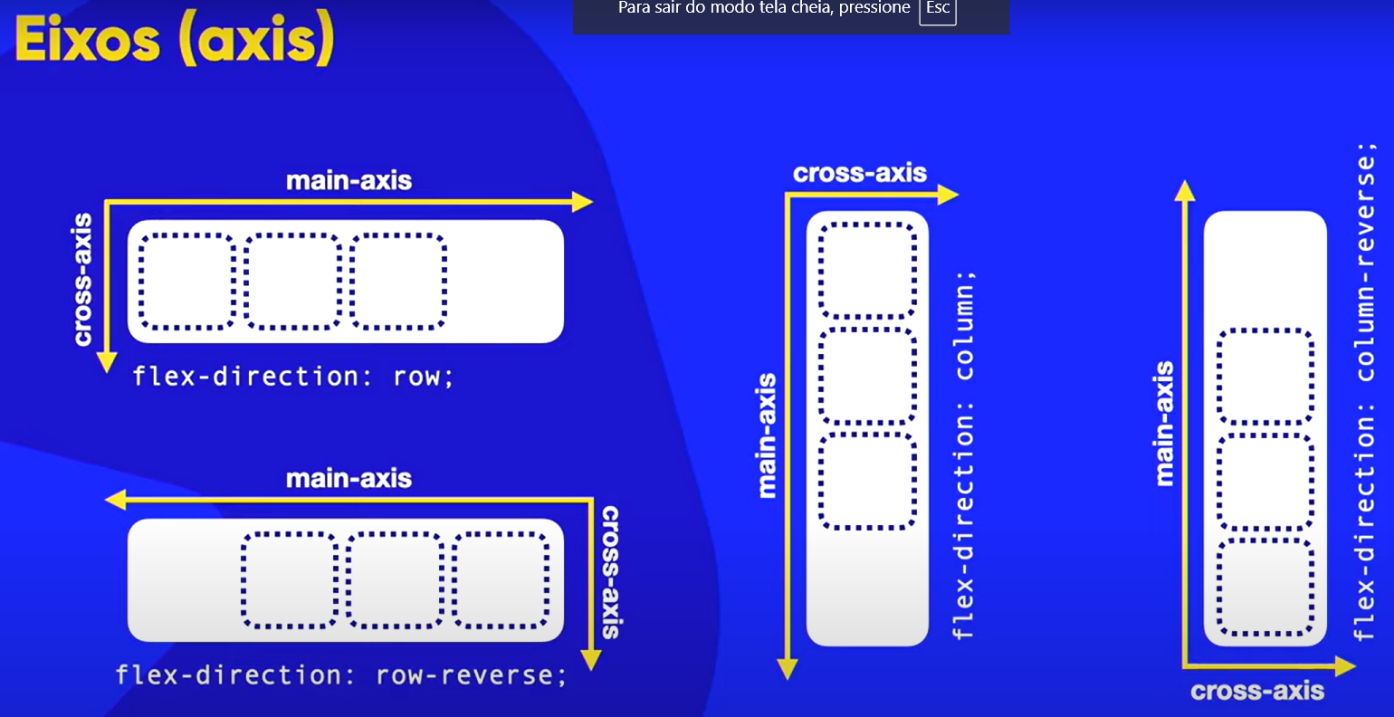 Para sair do modo tela cheia, pressione Esc
Eixos (axis)
main-axis
cross-axis
flex-direction: row;
main-axis
cross-axis
flex-direction: row-reverse;
cross-axis
main-axis
flex-direction: column;
main-axis
cross-axis
flex-direction: column-reverse;